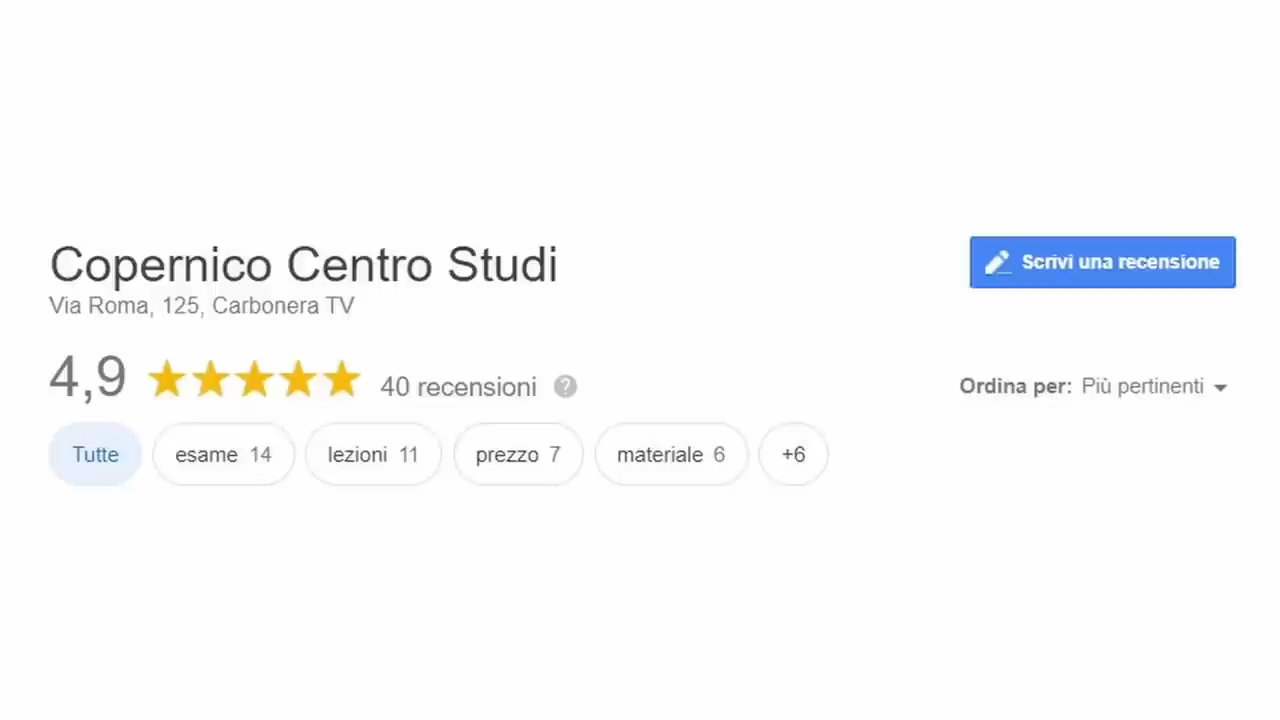 Copernico Centro Studi
Scrivi una recensione
Via Roma, 125, Carbonera TV
4,9 40 recensioni ?
Ordina per: Più pertinenti
Tutte esame 14 lezioni 11 prezzo 7 materiale 6 +6